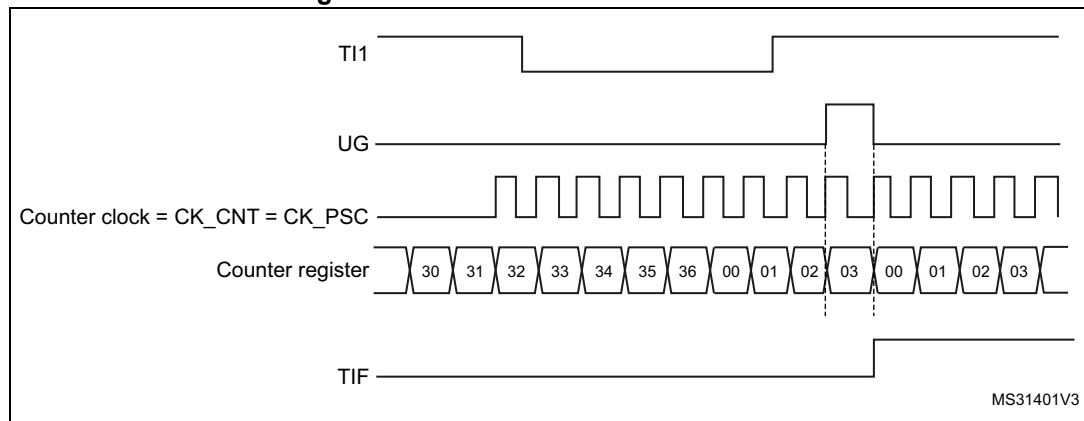 TI1
UG
Counter clock = CK_CNT = CK_PSC
Counter register 30 31 32 33 34 35 36 00 01 02 03 00 01 02 03
TIF
MS31401V3